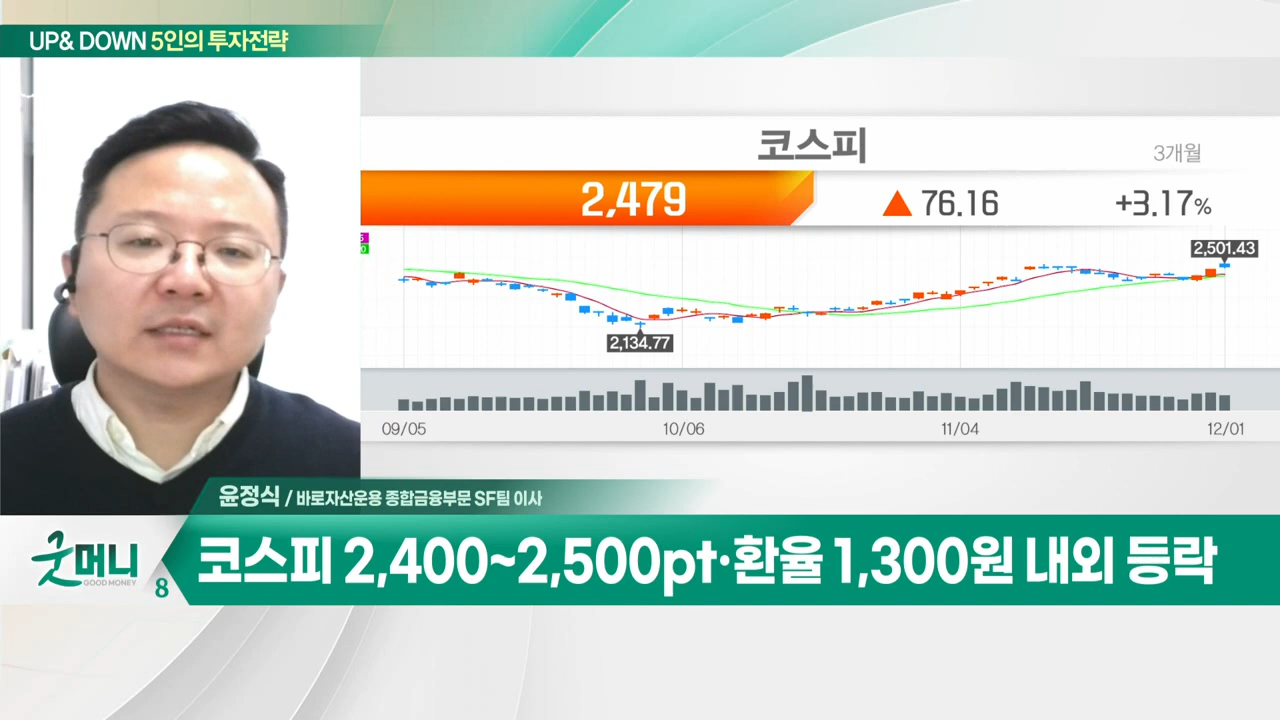 UP& DOWN 5인의 투자전략
코스피
3개월
2,479
▲ 76.16
+3.17%
2,501.43
2,134.77
09/05
10/06
11/04
12/01
윤정식 / 바로자산운용 종합금융부문 SF팀 이사
굿머니
GOOD MONEY
8
코스피 2,400~2,500pt·환율 1,300원 내외 등락